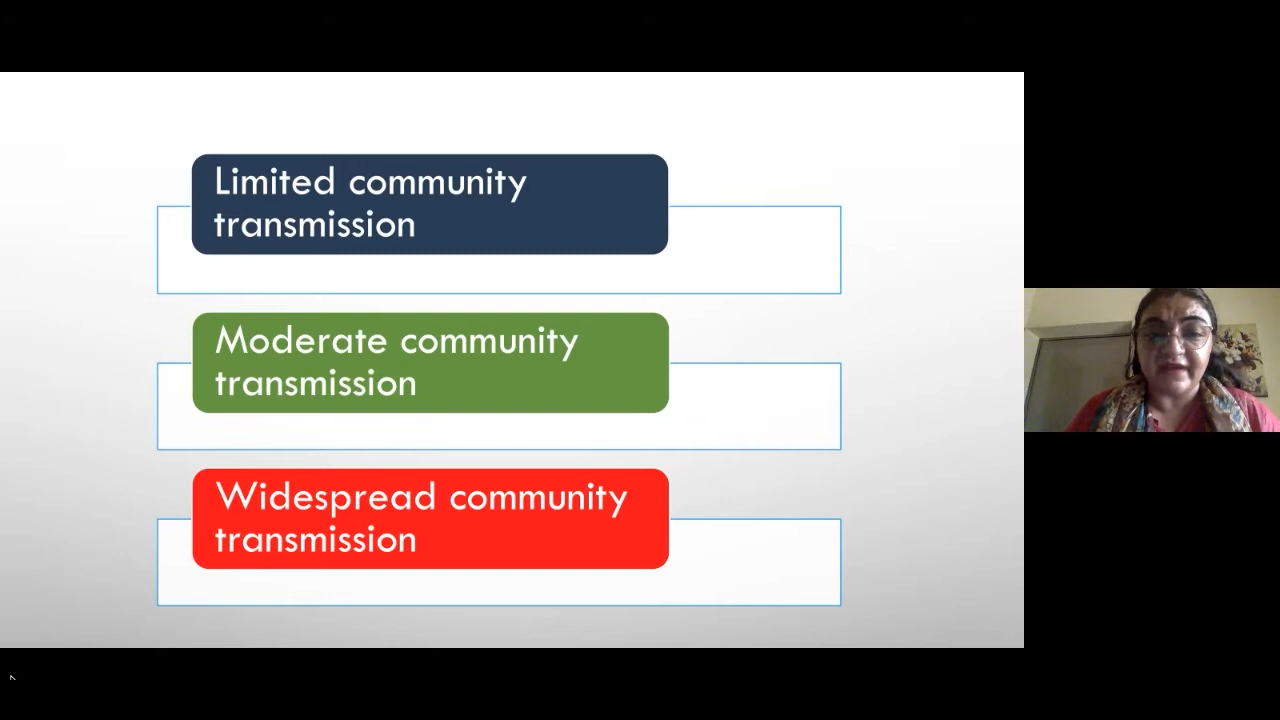 Limited community
transmission
Moderate community
transmission
Widespread community
transmission